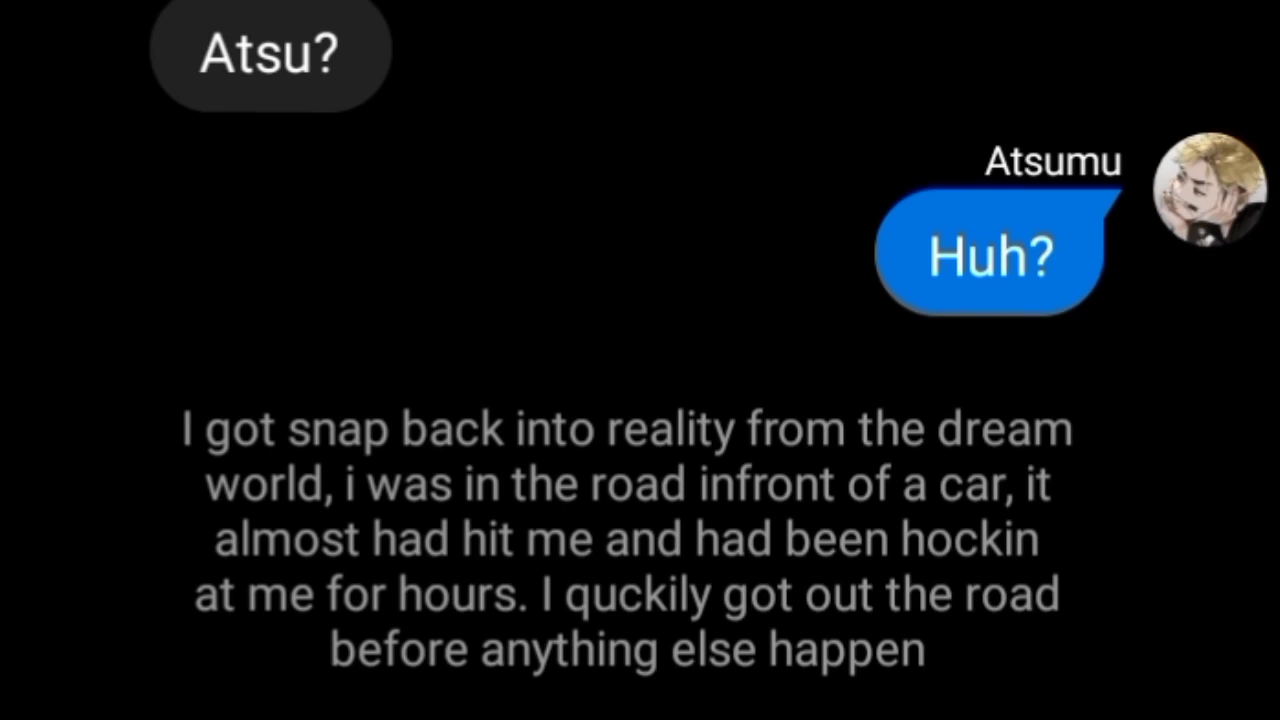 Atsu?
Atsumu
Huh?
I got snap back into reality from the dream
world, i was in the road infront of a car, it
almost had hit me and had been hockin
at me for hours. I quckily got out the road
before anything else happen